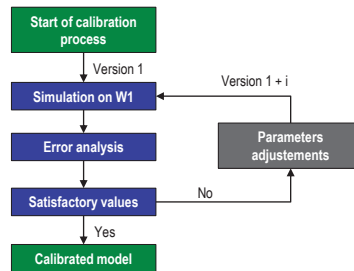 Start of calibration
process
Version 1
Version 1 + i
Simulation on W1
Error analysis
Parameters
adjustements
Satisfactory values
No
Yes
Calibrated model